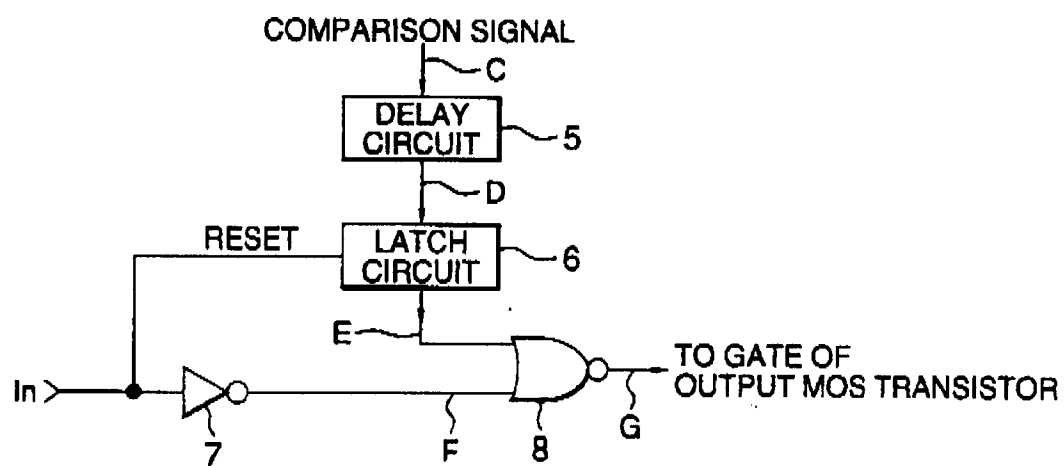 COMPARISON SIGNAL
C
DELAY
CIRCUIT
5
D
RESET
LATCH
CIRCUIT
6
E
In
7
F
8
G
TO GATE OF
OUTPUT MOS TRANSISTOR